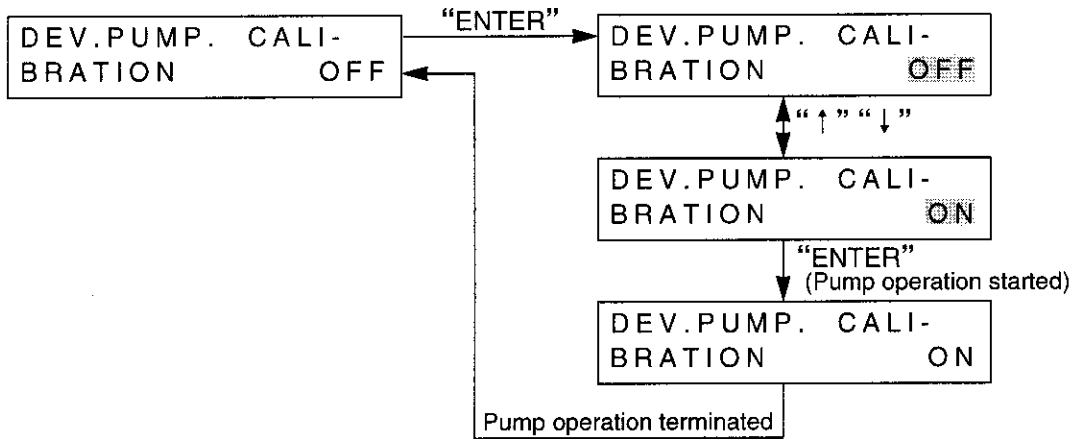 “ENTER”
DEV.PUMP. CALI-
BRATION OFF
DEV.PUMP. CALI-
BRATION OFF
“↑” “↓”
DEV.PUMP. CALI-
BRATION ON
“ENTER”
(Pump operation started)
DEV.PUMP. CALI-
BRATION ON
Pump operation terminated